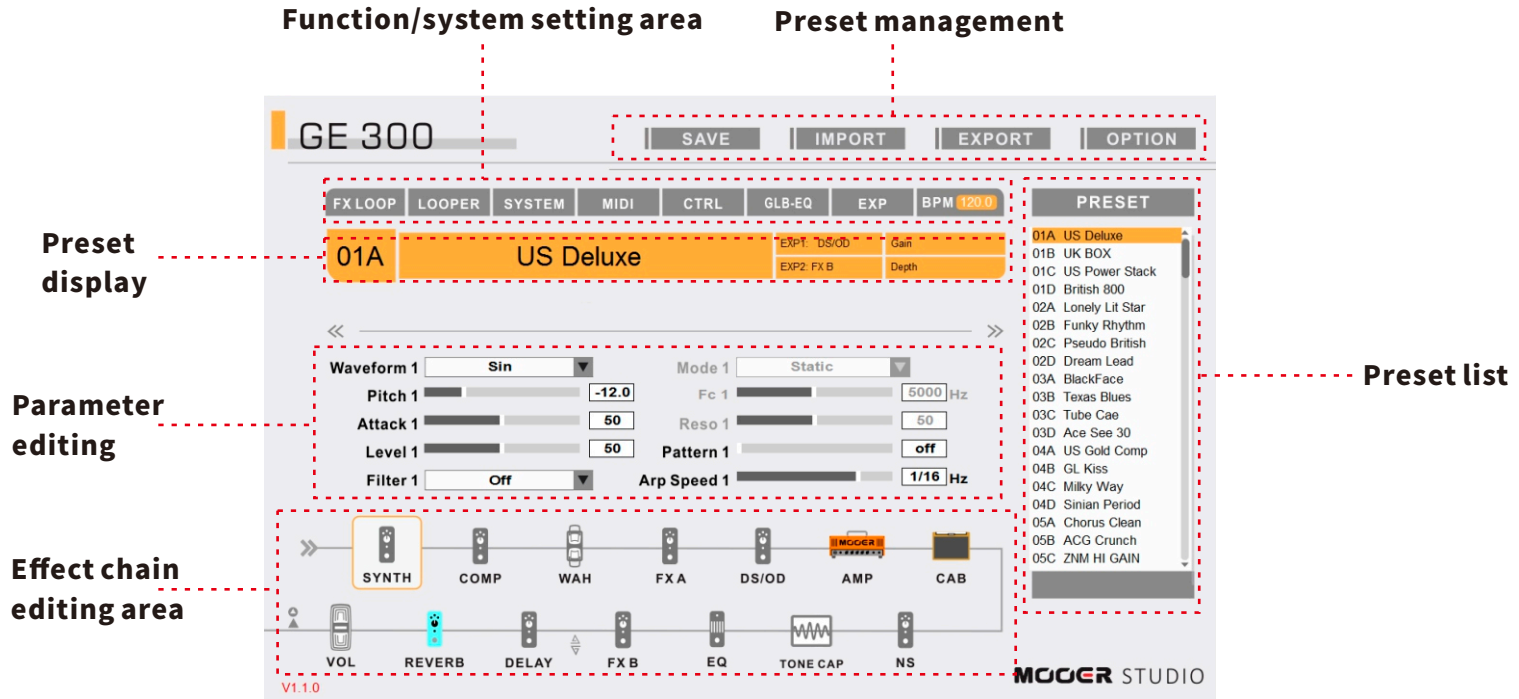 Function/system setting area
Preset management
GE 300
SAVE
IMPORT
EXPORT
OPTION
FX LOOP
LOOPER
SYSTEM
MIDI
CTRL
GLB-EQ
EXP
BPM 120.0
PRESET
Preset
display
01A
US Deluxe
EXP1: DS/OD
Gain
EXP2: FX B
Depth
01A US Deluxe
01B UK BOX
01C US Power Stack
01D British 800
02A Lonely Lit Star
02B Funky Rhythm
02C Pseudo British
02D Dream Lead
03A BlackFace
03B Texas Blues
03C Tube Cae
03D Ace See 30
04A US Gold Comp
04B GL Kiss
04C Milky Way
04D Sinian Period
05A Chorus Clean
05B ACG Crunch
05C ZNM HI GAIN
Preset list
Parameter
editing
Waveform 1 Sin
Pitch 1 -12.0
Attack 1 50
Level 1 50
Filter 1 Off
Mode 1 Static
Fc 1 5000 Hz
Reso 1 50
Pattern 1 off
Arp Speed 1 1/16 Hz
Effect chain
editing area
MOOER
SYNTH
COMP
WAH
FX A
DS/OD
AMP
CAB
VOL
REVERB
DELAY
FX B
EQ
TONE CAP
NS
V1.1.0
MOOER STUDIO